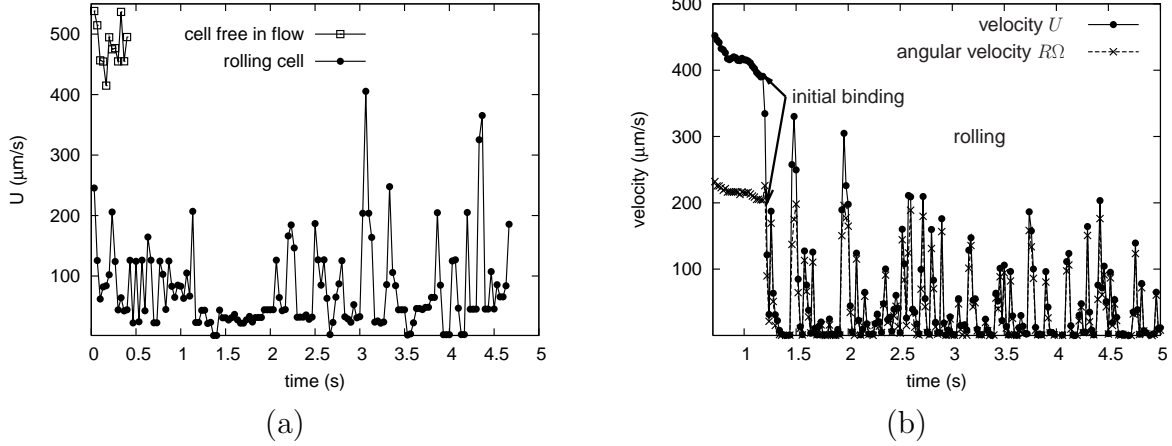 550
500
400
300
200
100
U (μm/s)
cell free in flow
rolling cell
0 0.5 1 1.5 2 2.5 3 3.5 4 4.5 5
time (s)
(a)
500
400
300
200
100
velocity (μm/s)
velocity U
angular velocity RΩ
initial binding
rolling
1 1.5 2 2.5 3 3.5 4 4.5 5
time (s)
(b)